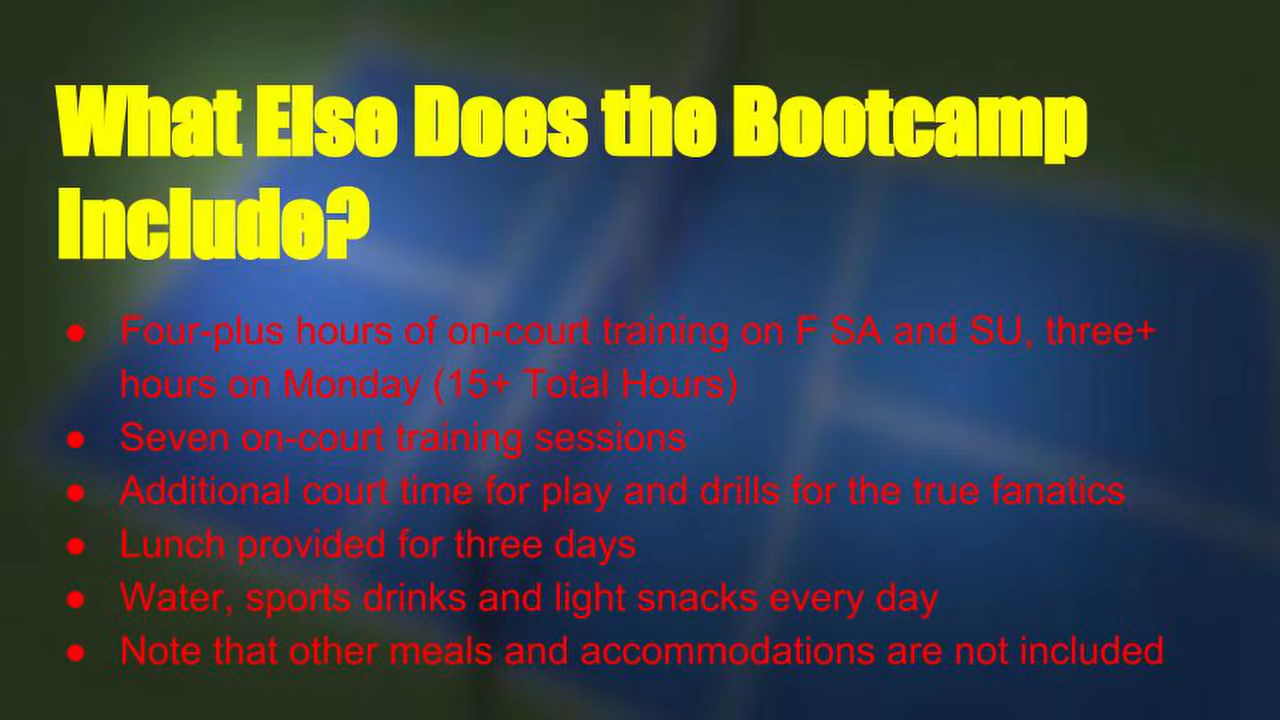 What Else Does the Bootcamp
Include?
● Four-plus hours of on-court training on F SA and SU, three+
hours on Monday (15+ Total Hours)
● Seven on-court training sessions
● Additional court time for play and drills for the true fanatics
● Lunch provided for three days
● Water, sports drinks and light snacks every day
● Note that other meals and accommodations are not included